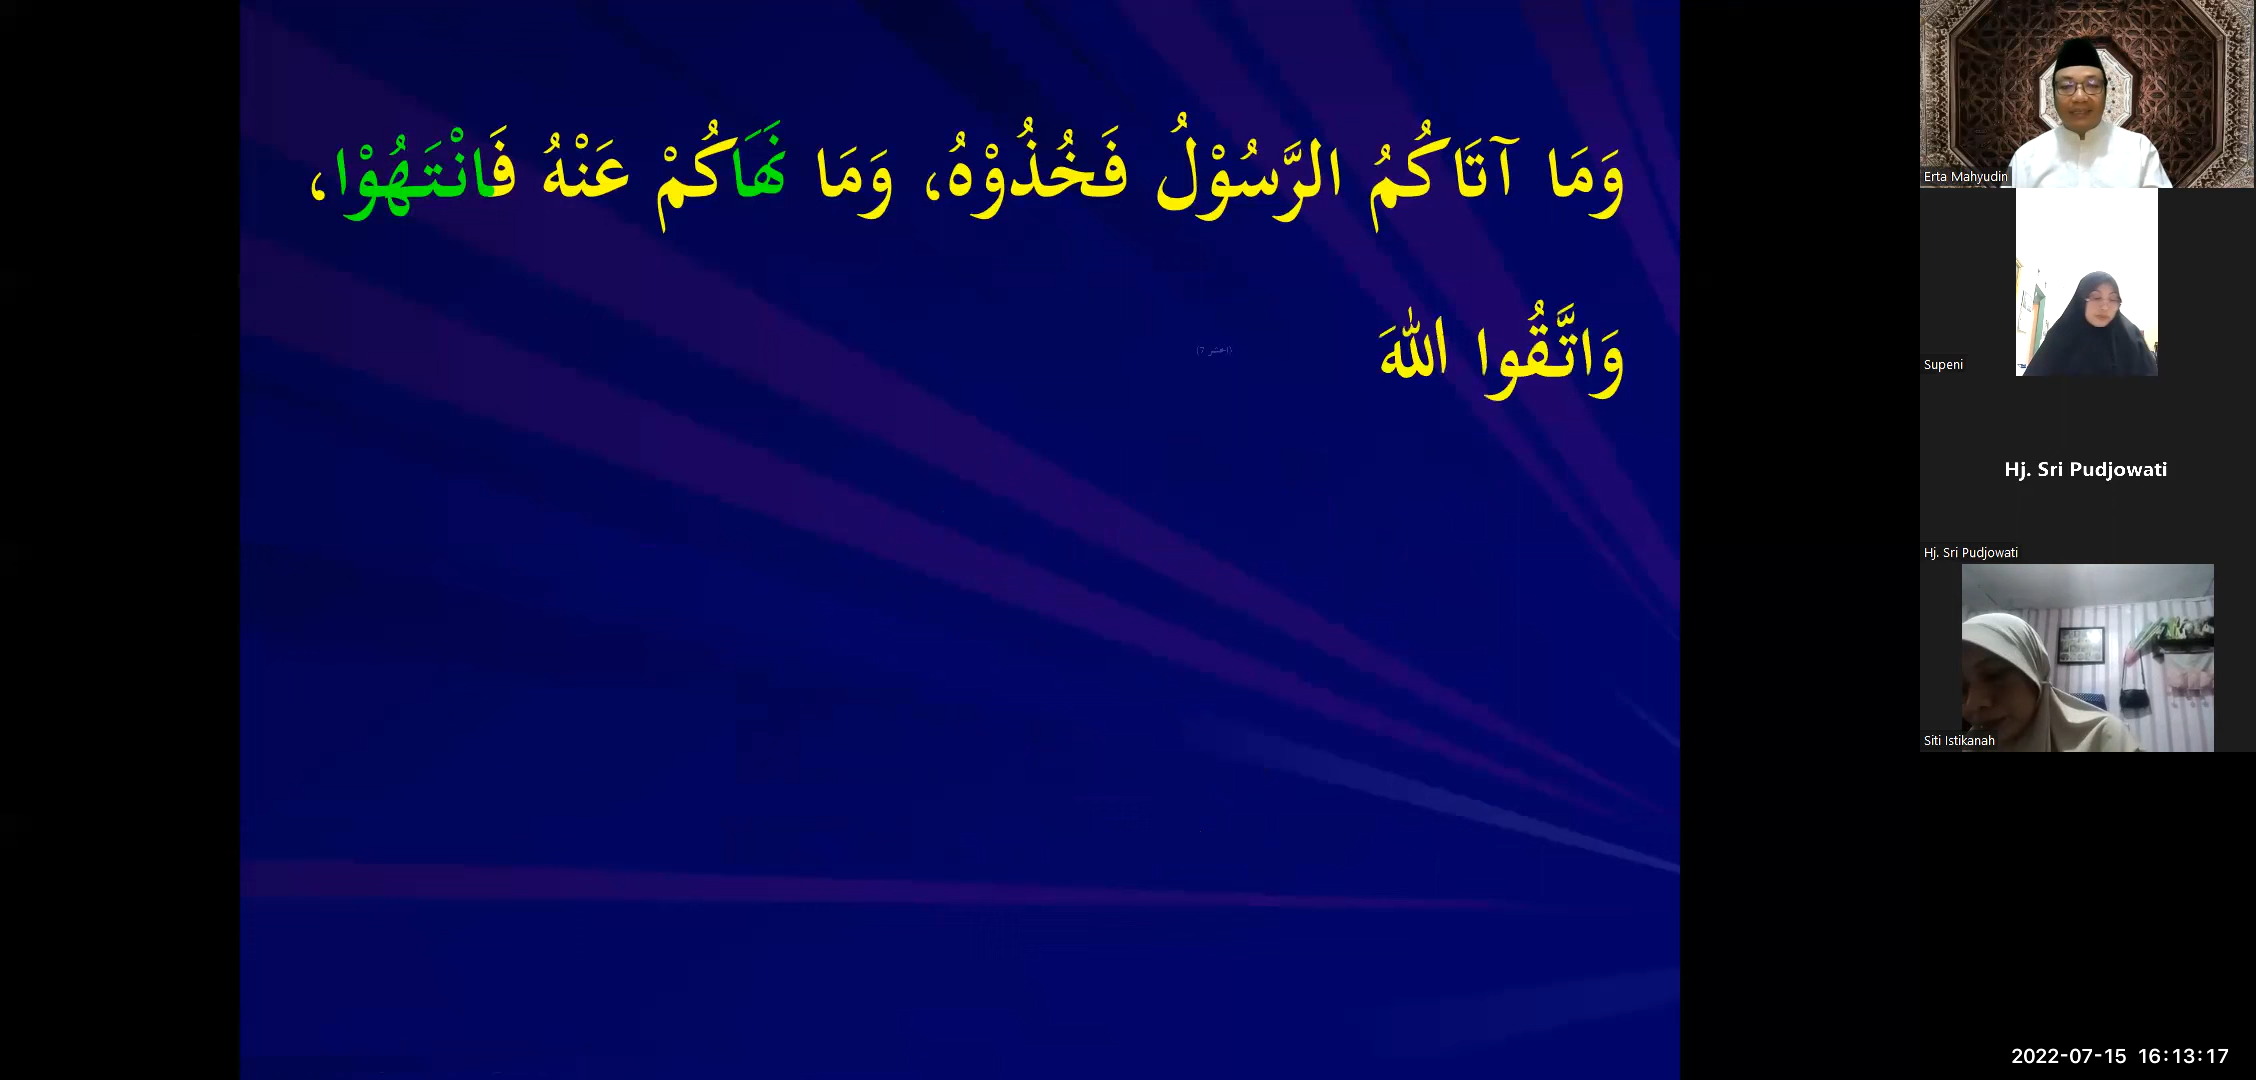 وَمَا آتَاكُمُ الرَّسُوْلُ فَخُذُوْهُ، وَمَا نَهَاكُمْ عَنْهُ فَانْتَهُوْا،
وَاتَّقُوا اللهَ
Erta Mahyudin
Supeni
Hj. Sri Pudjowati
Hj. Sri Pudjowati
Siti Istikanah
2022-07-15 16:13:17